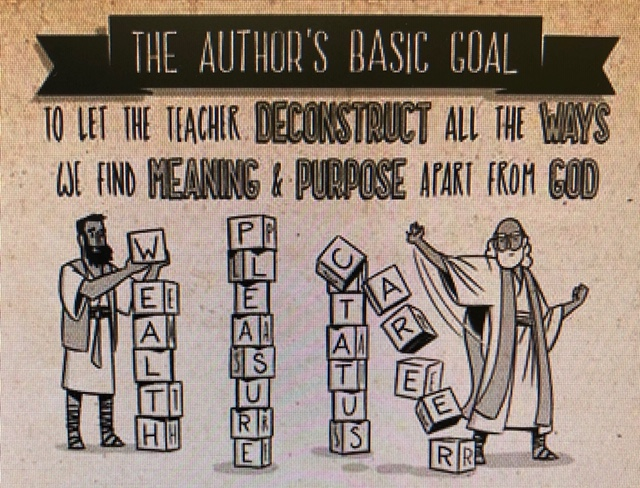 THE AUTHOR'S BASIC GOAL
TO LET THE TEACHER DECONSTRUCT ALL THE WAYS
WE FIND MEANING & PURPOSE APART FROM GOD
WEALTH
PLEASURE
TATUS
CAREER